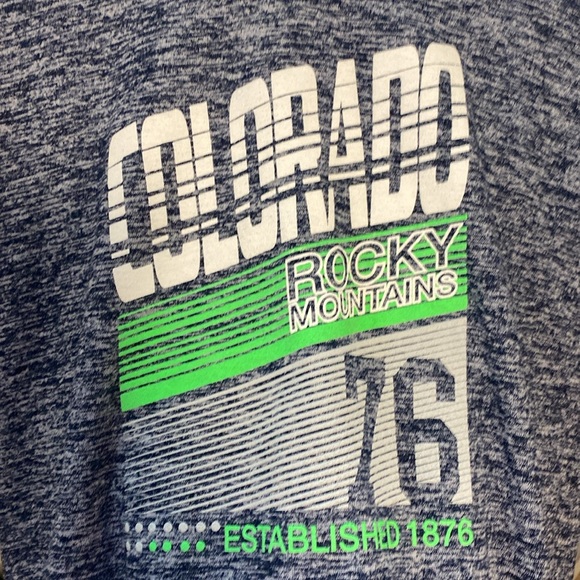 COLORADO
ROCKY
MOUNTAINS
76
ESTABLISHED 1876